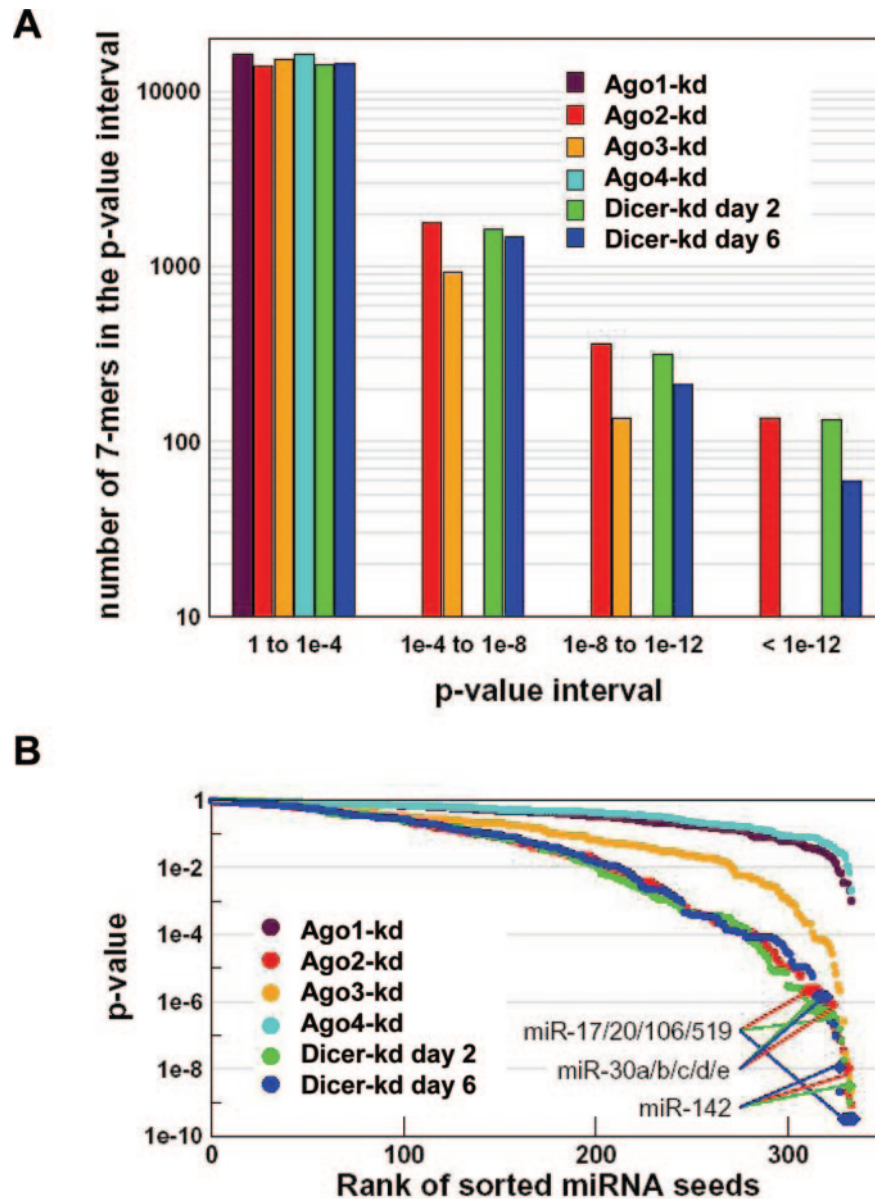 A
number of 7-mers in the p-value interval
10000
1000
100
10
Ago1-kd
Ago2-kd
Ago3-kd
Ago4-kd
Dicer-kd day 2
Dicer-kd day 6
1 to 1e-4
1e-4 to 1e-8
1e-8 to 1e-12
< 1e-12
p-value interval
B
p-value
1
1e-2
1e-4
1e-6
1e-8
1e-10
Ago1-kd
Ago2-kd
Ago3-kd
Ago4-kd
Dicer-kd day 2
Dicer-kd day 6
miR-17/20/106/519
miR-30a/b/c/d/e
miR-142
0
100
200
300
Rank of sorted miRNA seeds